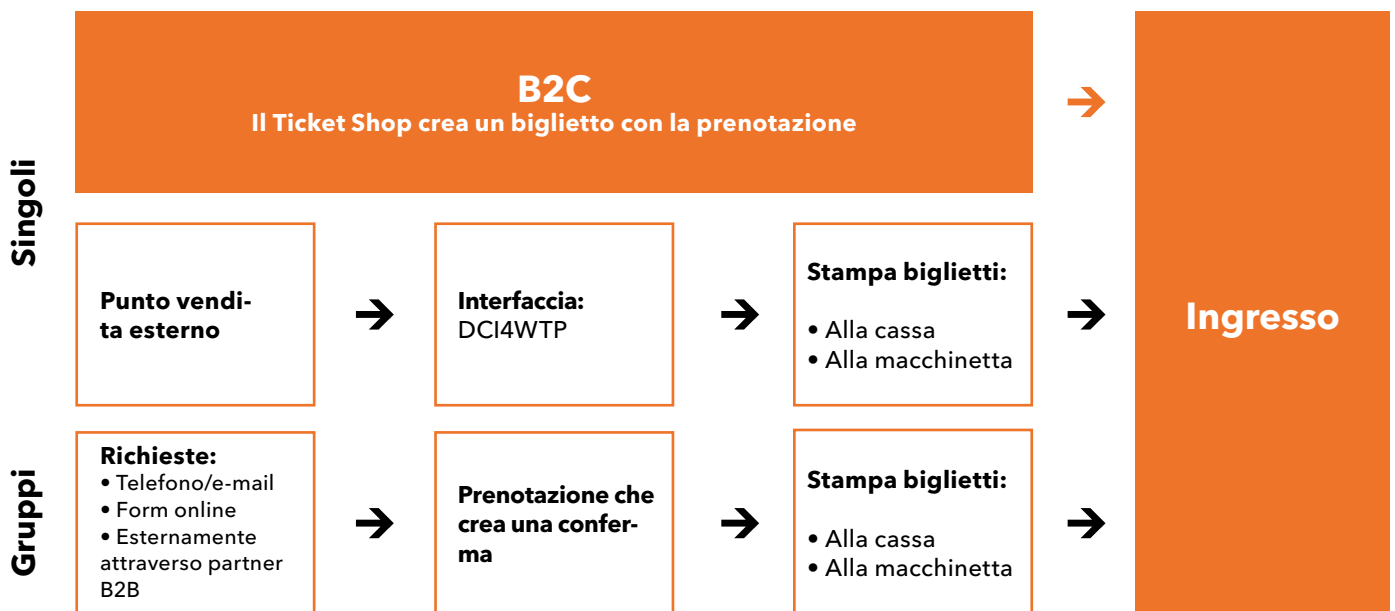 Singoli
B2C
Il Ticket Shop crea un biglietto con la prenotazione
Punto vendi-
ta esterno
Interfaccia:
DCI4WTP
Stampa biglietti:
• Alla cassa
• Alla macchinetta
Gruppi
Richieste:
• Telefono/e-mail
• Form online
• Esternamente
attraverso partner
B2B
Prenotazione che
crea una confer-
ma
Stampa biglietti:
• Alla cassa
• Alla macchinetta
Ingresso